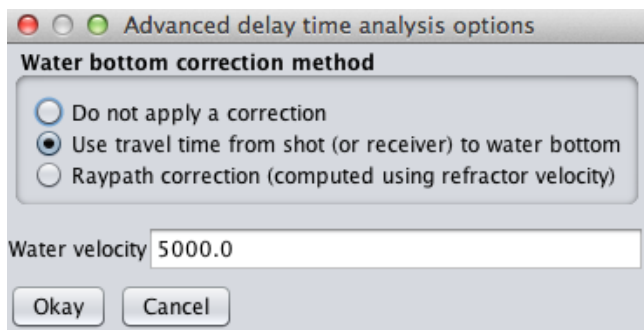 Advanced delay time analysis options
Water bottom correction method
Do not apply a correction
Use travel time from shot (or receiver) to water bottom
Raypath correction (computed using refractor velocity)
Water velocity 5000.0
Okay Cancel